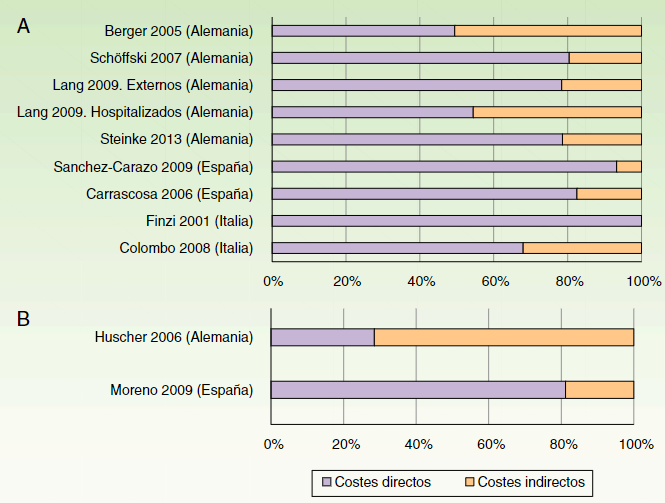 A
Berger 2005 (Alemania)
Schöffski 2007 (Alemania)
Lang 2009. Externos (Alemania)
Lang 2009. Hospitalizados (Alemania)
Steinke 2013 (Alemania)
Sanchez-Carazo 2009 (España)
Carrascosa 2006 (España)
Finzi 2001 (Italia)
Colombo 2008 (Italia)
0% 20% 40% 60% 80% 100%
B
Huscher 2006 (Alemania)
Moreno 2009 (España)
0% 20% 40% 60% 80% 100%
Costes directos Costes indirectos